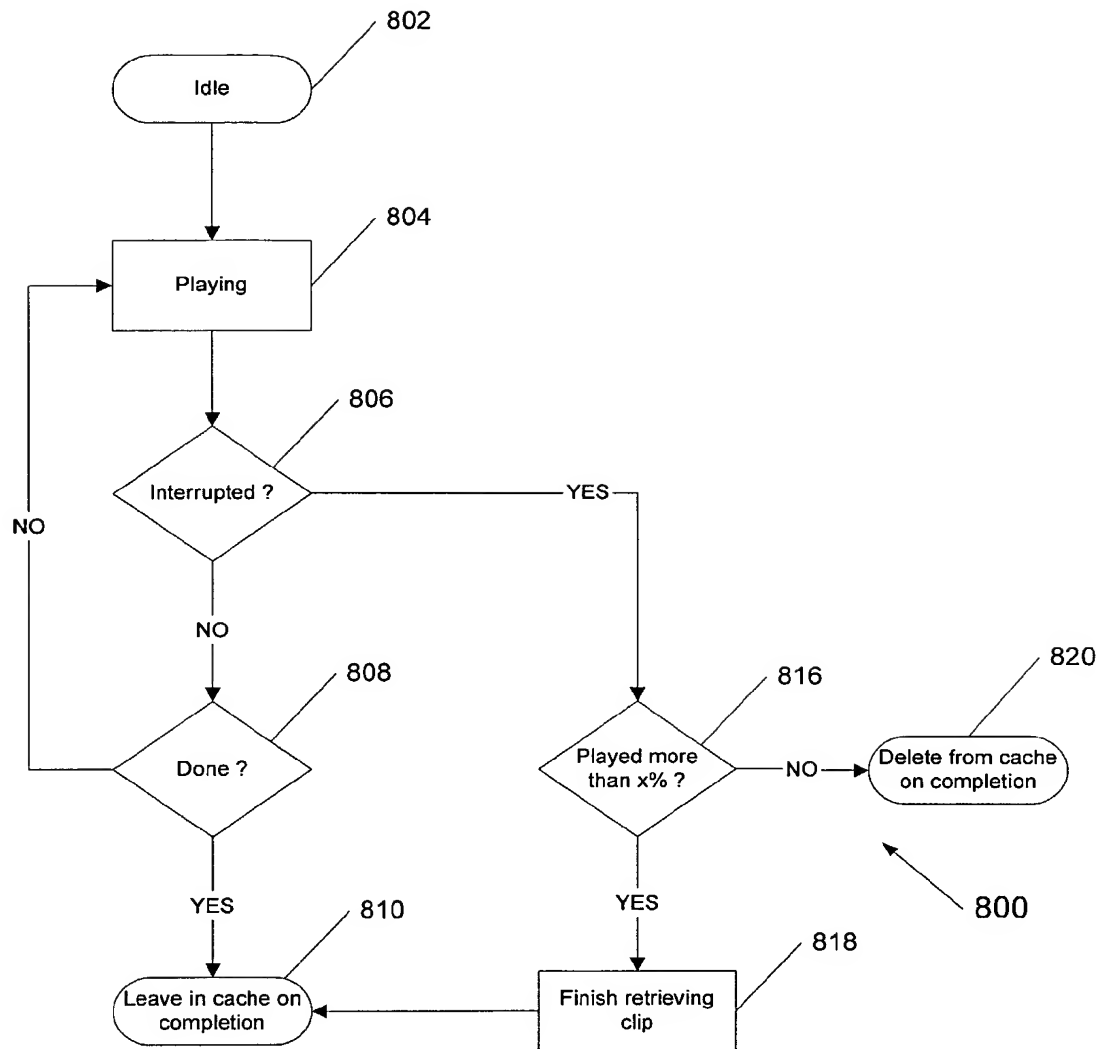 802
Idle
804
Playing
806
Interrupted ?
YES
NO
NO
808
816
820
Done ?
Played more
than x% ?
NO
Delete from cache
on completion
YES
YES
800
810
818
Leave in cache on
completion
Finish retrieving
clip